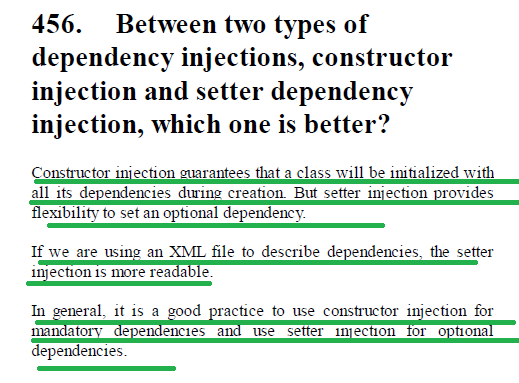 456. Between two types of
dependency injections, constructor
injection and setter dependency
injection, which one is better?
Constructor injection guarantees that a class will be initialized with
all its dependencies during creation. But setter injection provides
flexibility to set an optional dependency.
If we are using an XML file to describe dependencies, the setter
injection is more readable.
In general, it is a good practice to use constructor injection for
mandatory dependencies and use setter injection for optional
dependencies.